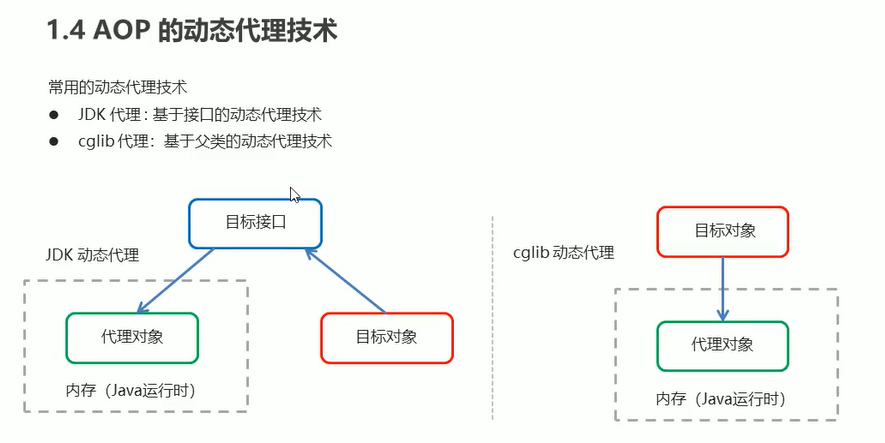 1.4 AOP 的动态代理技术
常用的动态代理技术
● JDK 代理 : 基于接口的动态代理技术
● cglib 代理：基于父类的动态代理技术
目标接口
JDK 动态代理
代理对象
目标对象
内存（Java运行时）
目标对象
cglib 动态代理
代理对象
内存（Java运行时）